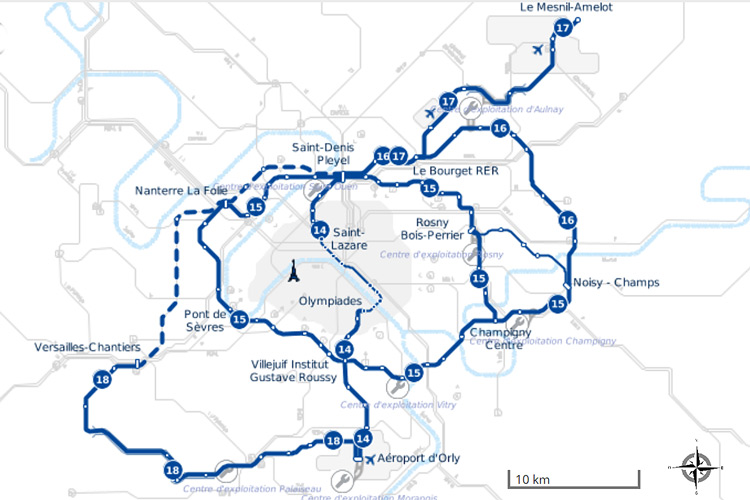 Le Mesnil-Amelot
17
17
Centre d'exploitation d'Aulnay
16
Saint-Denis
Pleyel
16 17
Le Bourget RER
Nanterre La Folie
Centre d'exploitation Saint-Ouen
15
15
14
Saint-
Lazare
Rosny
Bois-Perrier
16
Centre d'exploitation Rosny
15
Noisy - Champs
Olympiades
15
Pont de
Sèvres
15
Champigny
Centre
Centre d'exploitation Champigny
Versailles-Chantiers
14
Villejuif Institut
Gustave Roussy
18
15
Centre d'exploitation Vitry
18
14
Aéroport d'Orly
18
Centre d'exploitation Palaiseau
Centre d'exploitation Morangis
10 km